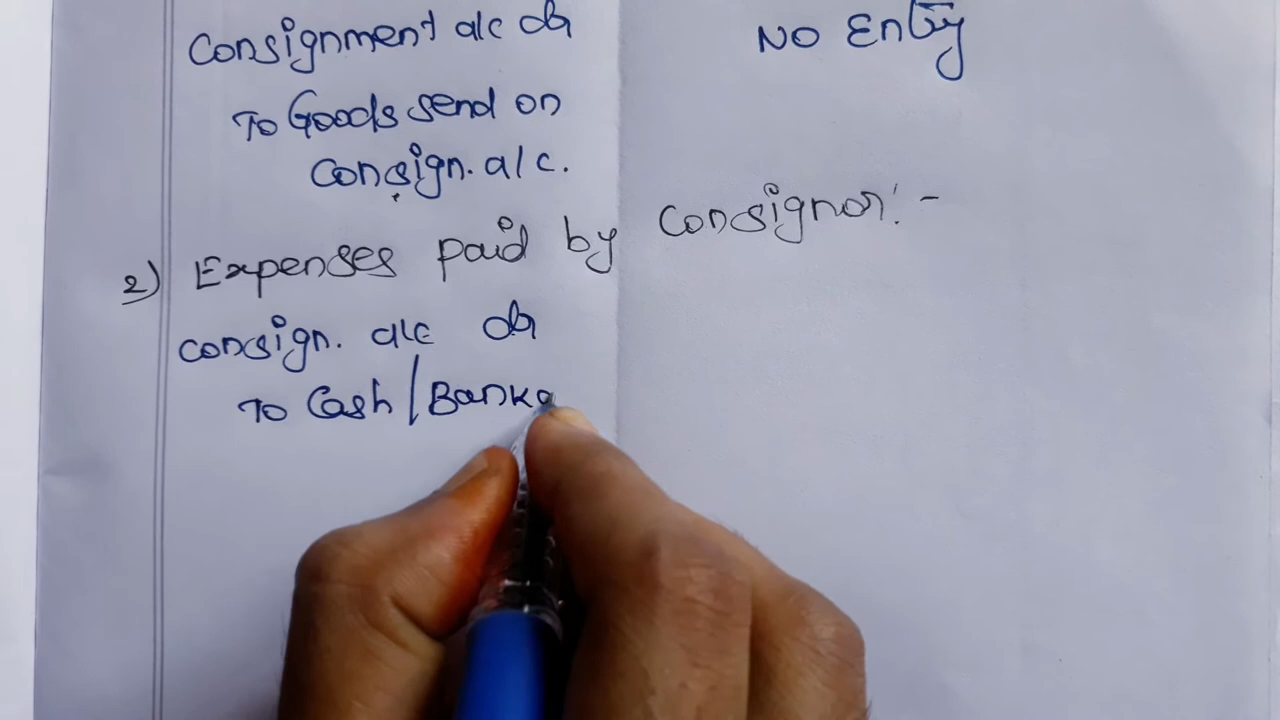 Consignment a/c dr
No Entry
To Goods send on
Consign. a/c.
2) Expenses paid by Consignor:-
consign. a/c dr
To Cash/Bank a